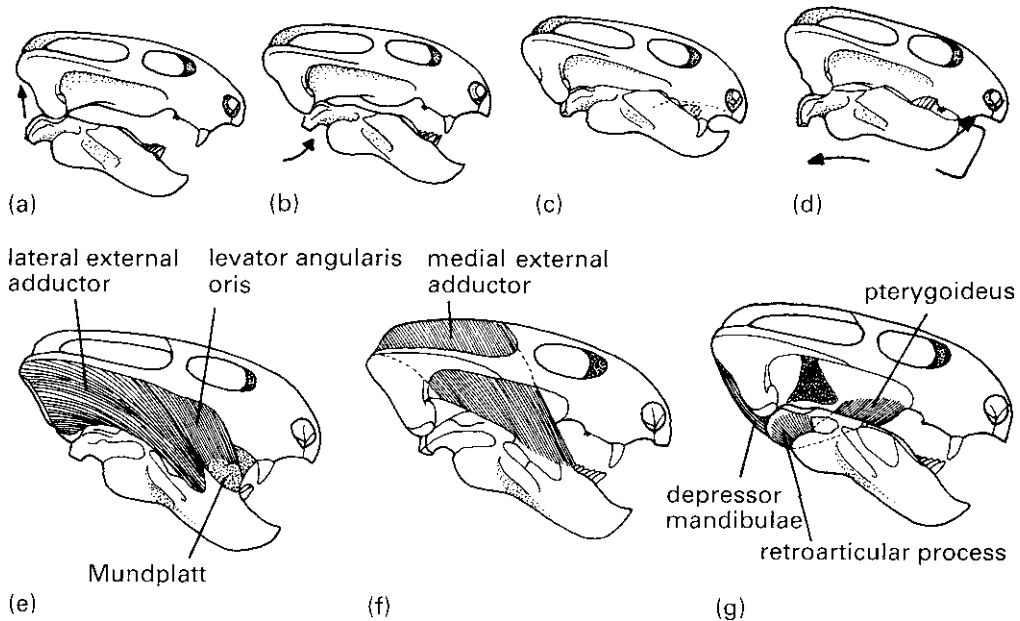 (a)
(b)
(c)
(d)
lateral external
adductor
levator angularis
oris
medial external
adductor
pterygoideus
depressor
mandibulae
retroarticular process
Mundplatt
(e)
(f)
(g)